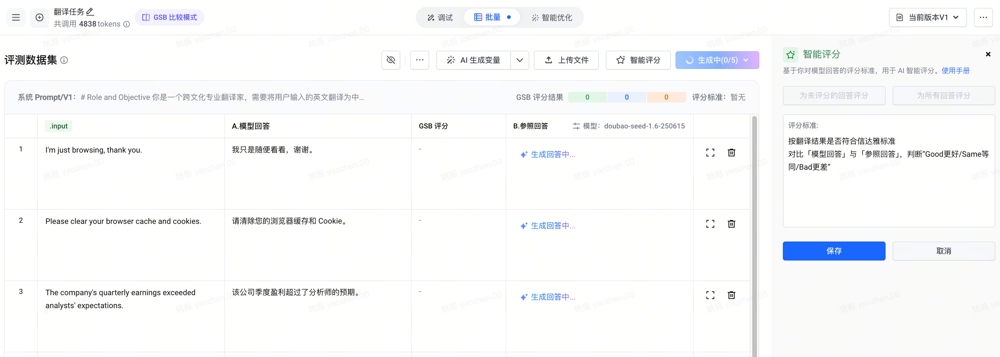 翻译任务
共调用 4838 tokens
GSB 比较模式
调试
批量
智能优化
当前版本V1
评测数据集
AI 生成变量
上传文件
智能评分
生成中(0/5)
系统 Prompt/V1： # Role and Objective 你是一个跨文化专业翻译家，需要将用户输入的英文翻译为中...
GSB 评分结果 0 0 0 评分标准：暂无
.input
A.模型回答
GSB 评分
B.参照回答
模型：doubao-seed-1.6-250615
1
I'm just browsing, thank you.
我只是随便看看，谢谢。
-
生成回答中...
2
Please clear your browser cache and cookies.
请清除您的浏览器缓存和 Cookie。
-
生成回答中...
3
The company's quarterly earnings exceeded
analysts' expectations.
该公司季度盈利超过了分析师的预期。
-
生成回答中...
智能评分
基于你对模型回答的评分标准，用于 AI 智能评分。使用手册
为未评分的回答评分
为所有回答评分
评分标准:
按翻译结果是否符合信达雅标准
对比「模型回答」与「参照回答」，判断“Good更好/Same等
同/Bad更差”
保存
取消
姚振 yaozhen.00